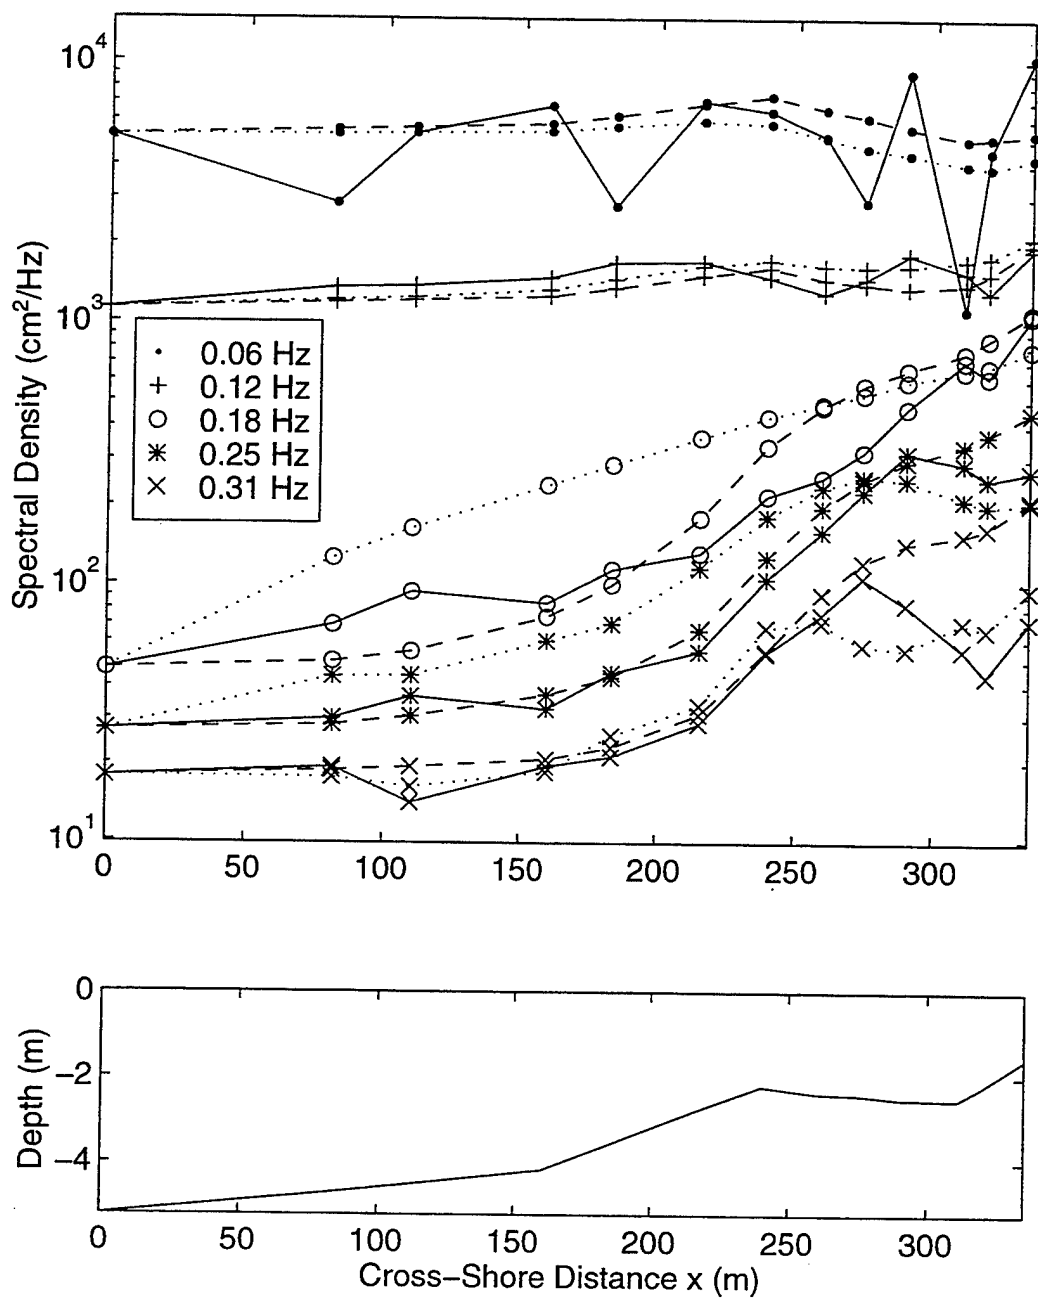 10^4
10^3
10^2
10^1
Spectral Density (cm^2/Hz)
0.06 Hz
0.12 Hz
0.18 Hz
0.25 Hz
0.31 Hz
0 50 100 150 200 250 300
0
−2
−4
Depth (m)
0 50 100 150 200 250 300
Cross−Shore Distance x (m)